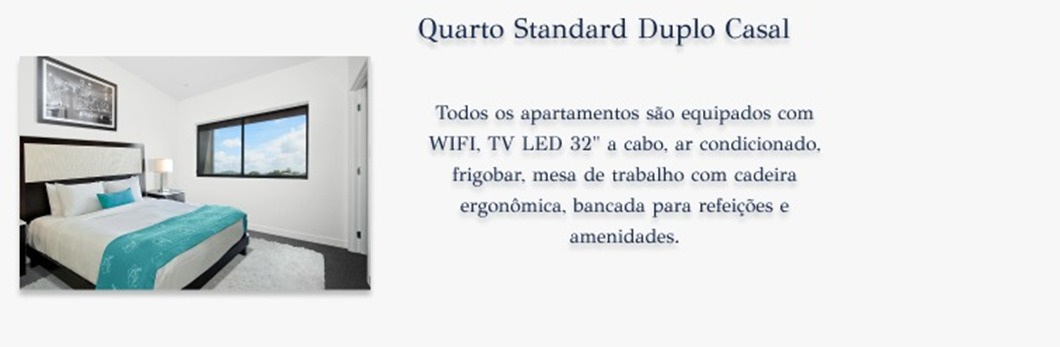 Quarto Standard Duplo Casal
Todos os apartamentos são equipados com
WIFI, TV LED 32" a cabo, ar condicionado,
frigobar, mesa de trabalho com cadeira
ergonômica, bancada para refeições e
amenidades.